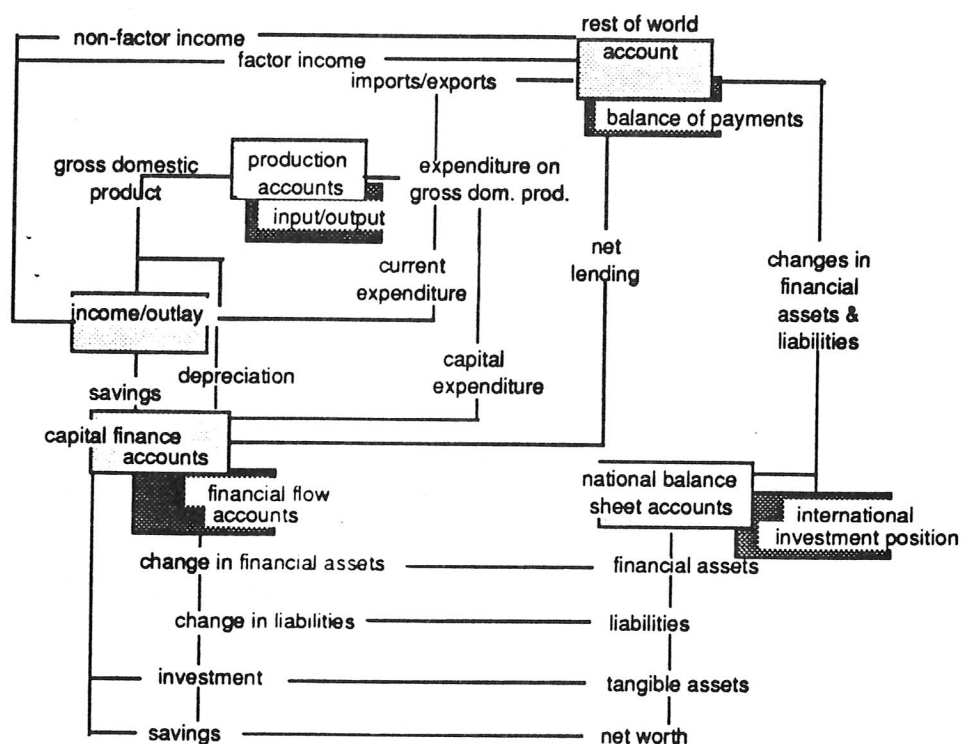 rest of world
account
non-factor income
factor income
imports/exports
balance of payments
gross domestic
product
production
accounts
input/output
expenditure on
gross dom. prod.
net
lending
changes in
financial
assets &
liabilities
current
expenditure
income/outlay
depreciation
savings
capital
expenditure
capital finance
accounts
financial flow
accounts
national balance
sheet accounts
international
investment position
change in financial assets
financial assets
change in liabilities
liabilities
investment
tangible assets
savings
net worth